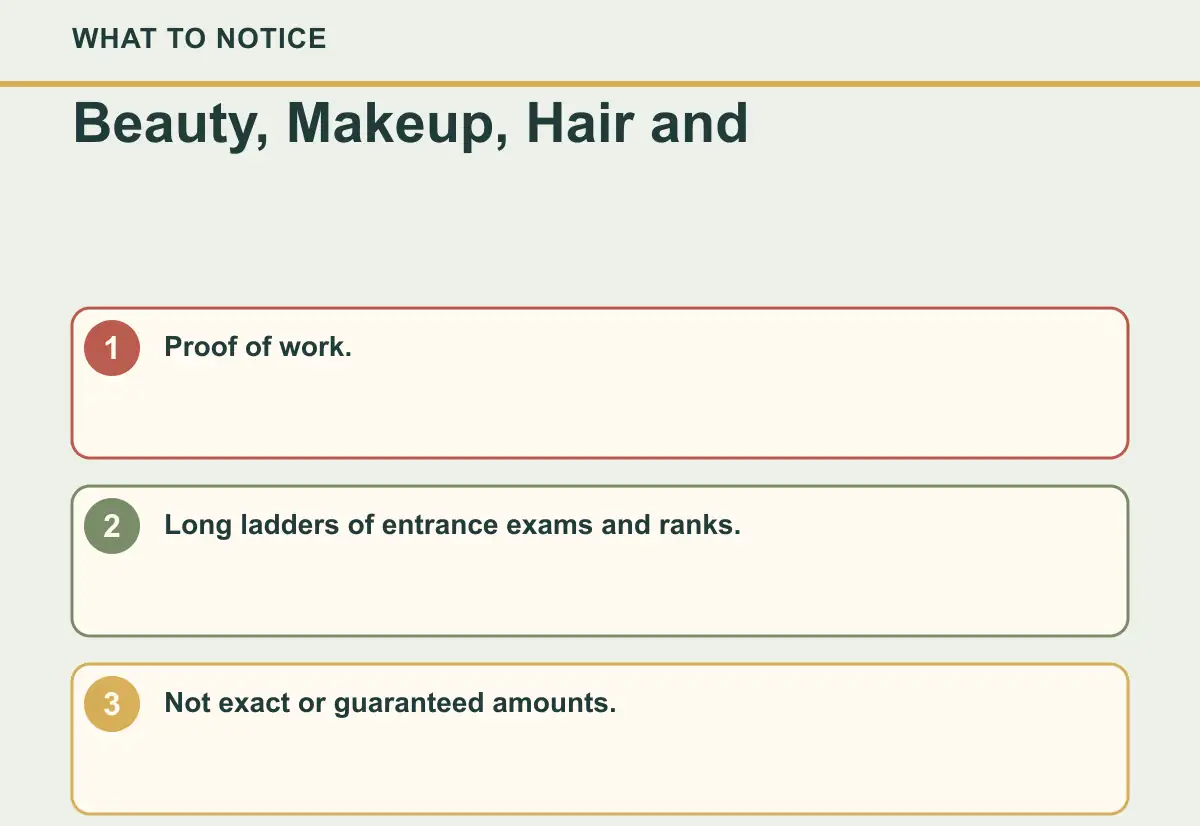 WHAT TO NOTICE
Beauty, Makeup, Hair and
1 Proof of work.
2 Long ladders of entrance exams and ranks.
3 Not exact or guaranteed amounts.